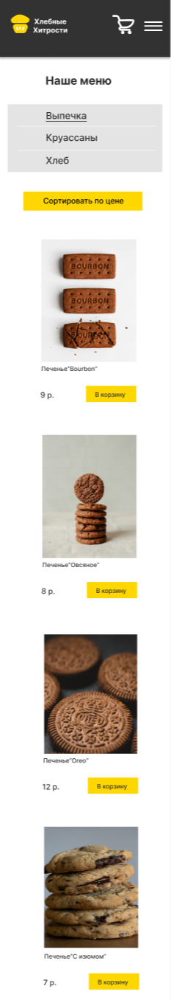 Хлебные
Хитрости
Наше меню
Выпечка
Круассаны
Хлеб
Сортировать по цене
BOURBON
BOURBON
BOURBON
Печенье"Bourbon"
9 р.
В корзину
Печенье"Овсяное"
8 р.
В корзину
OREO
Печенье"Oreo"
12 р.
В корзину
Печенье"С изюмом"
7 р.
В корзину